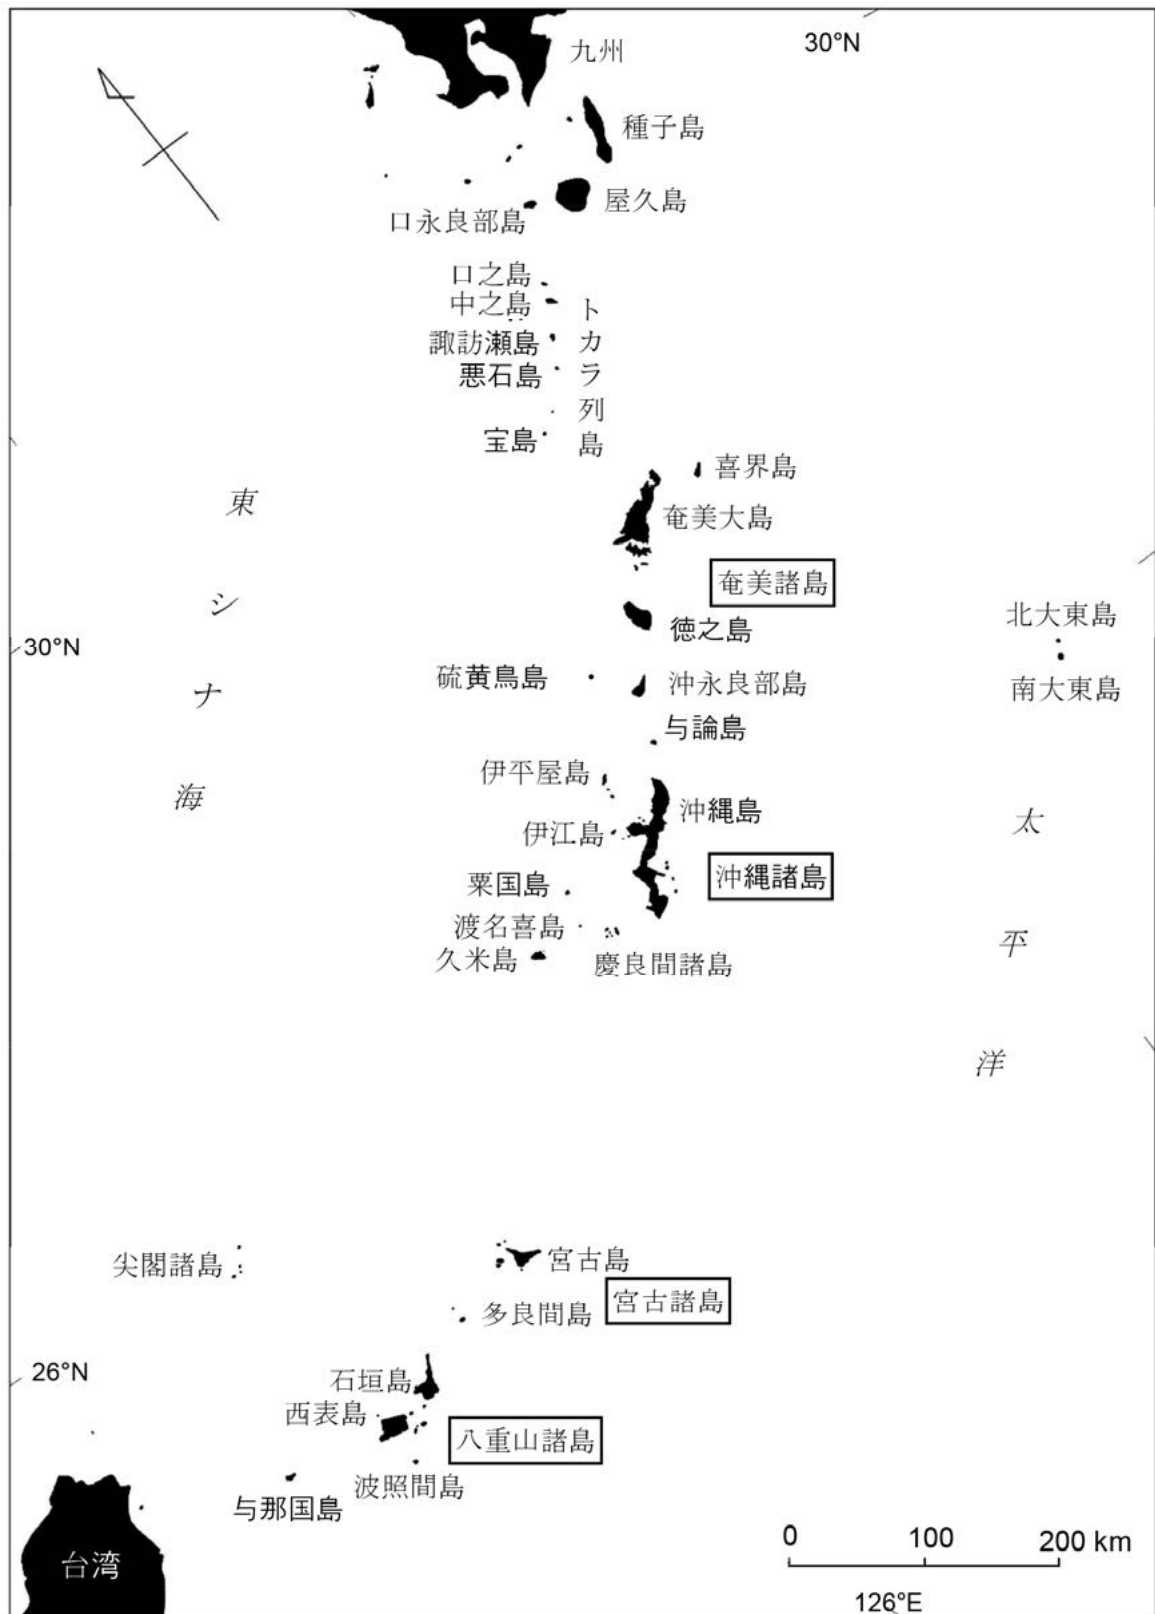 30°N
九州
種子島
屋久島
口永良部島
口之島
中之島
諏訪瀬島
悪石島
宝島
トカラ列島
喜界島
奄美大島
奄美諸島
徳之島
北大東島
南大東島
東シナ海
30°N
硫黄鳥島
沖永良部島
与論島
伊平屋島
沖縄島
伊江島
沖縄諸島
粟国島
渡名喜島
久米島
慶良間諸島
太平洋
尖閣諸島
宮古島
宮古諸島
多良間島
26°N
石垣島
西表島
八重山諸島
波照間島
与那国島
台湾
0 100 200 km
126°E